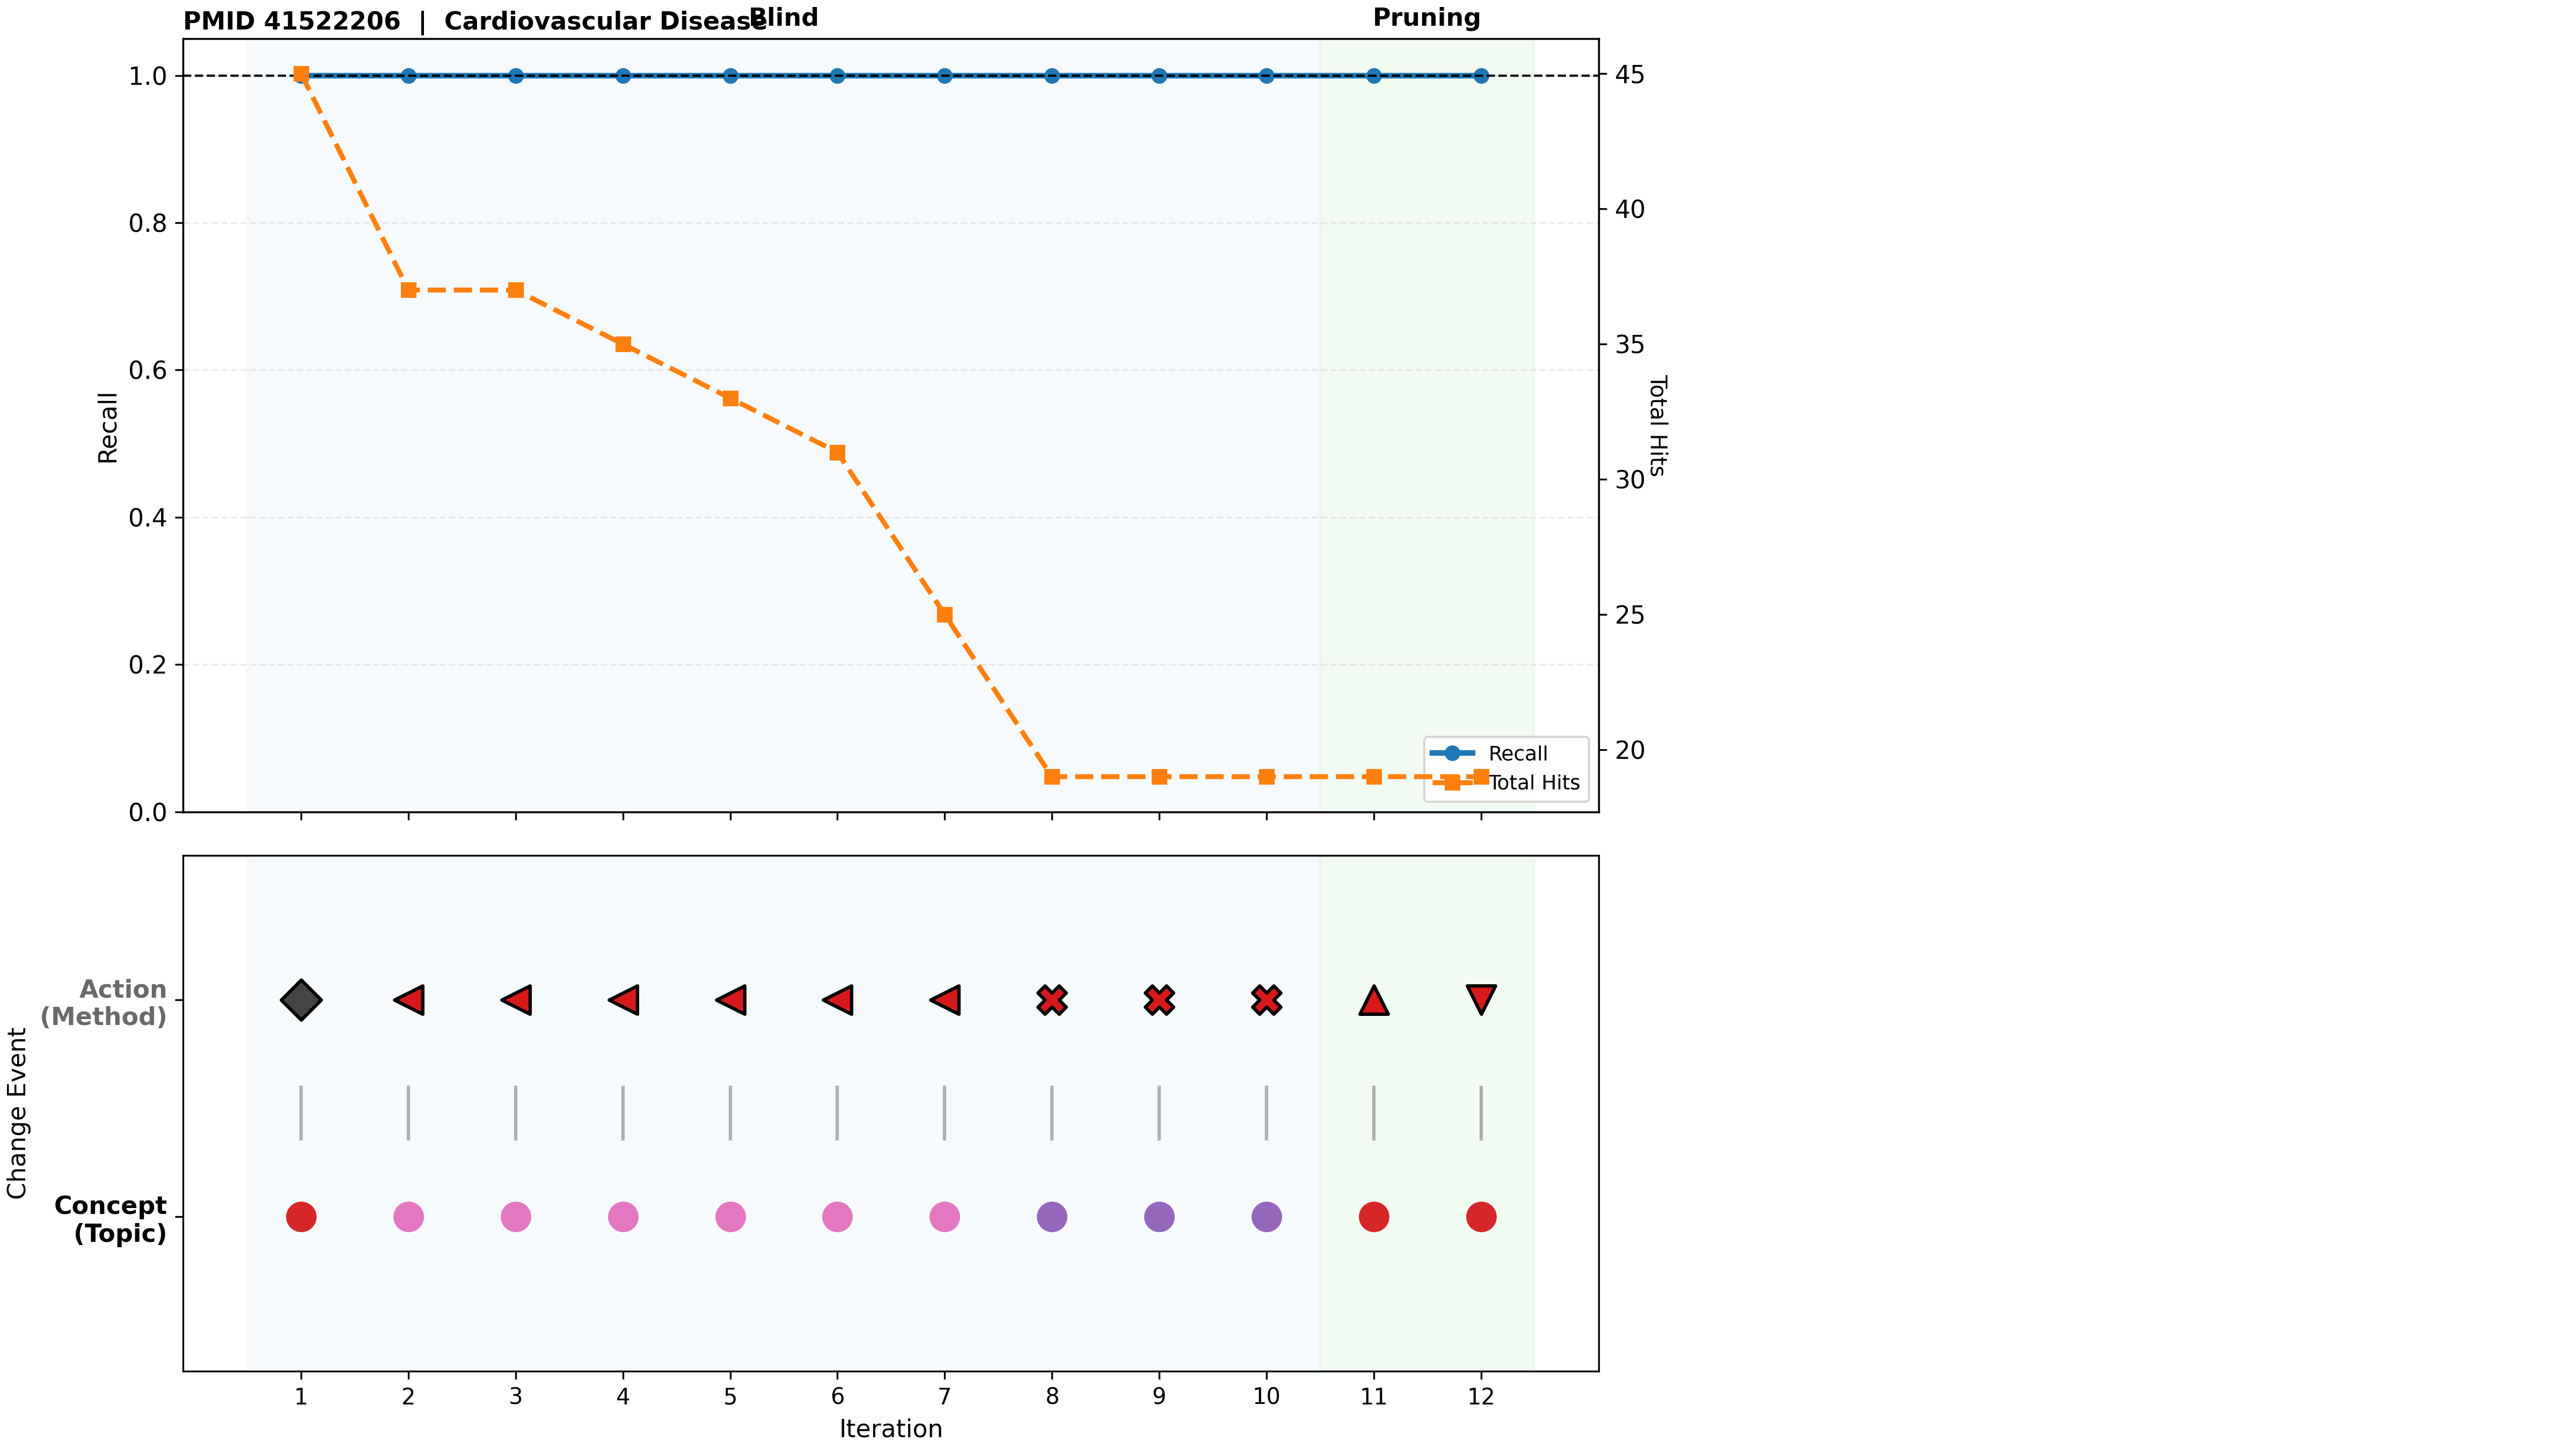 PMID 41522206 | Cardiovascular Disease
Blind
Pruning
1.0
0.8
0.6
0.4
0.2
0.0
Recall
45
40
35
30
25
20
Total Hits
Recall
Total Hits
Change Event
Action
(Method)
Concept
(Topic)
1 2 3 4 5 6 7 8 9 10 11 12
Iteration